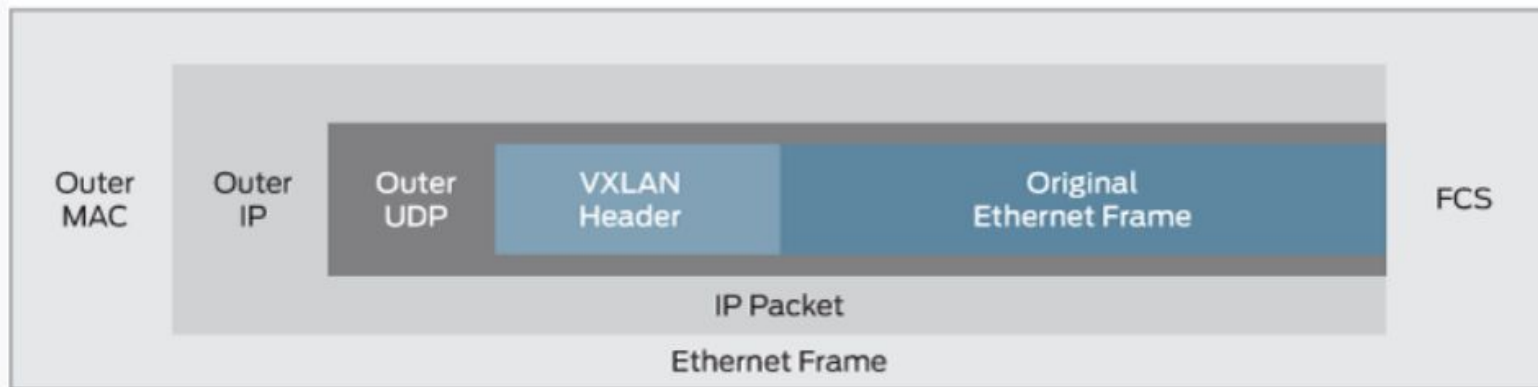 Outer
MAC
Outer
IP
Outer
UDP
VXLAN
Header
Original
Ethernet Frame
FCS
IP Packet
Ethernet Frame